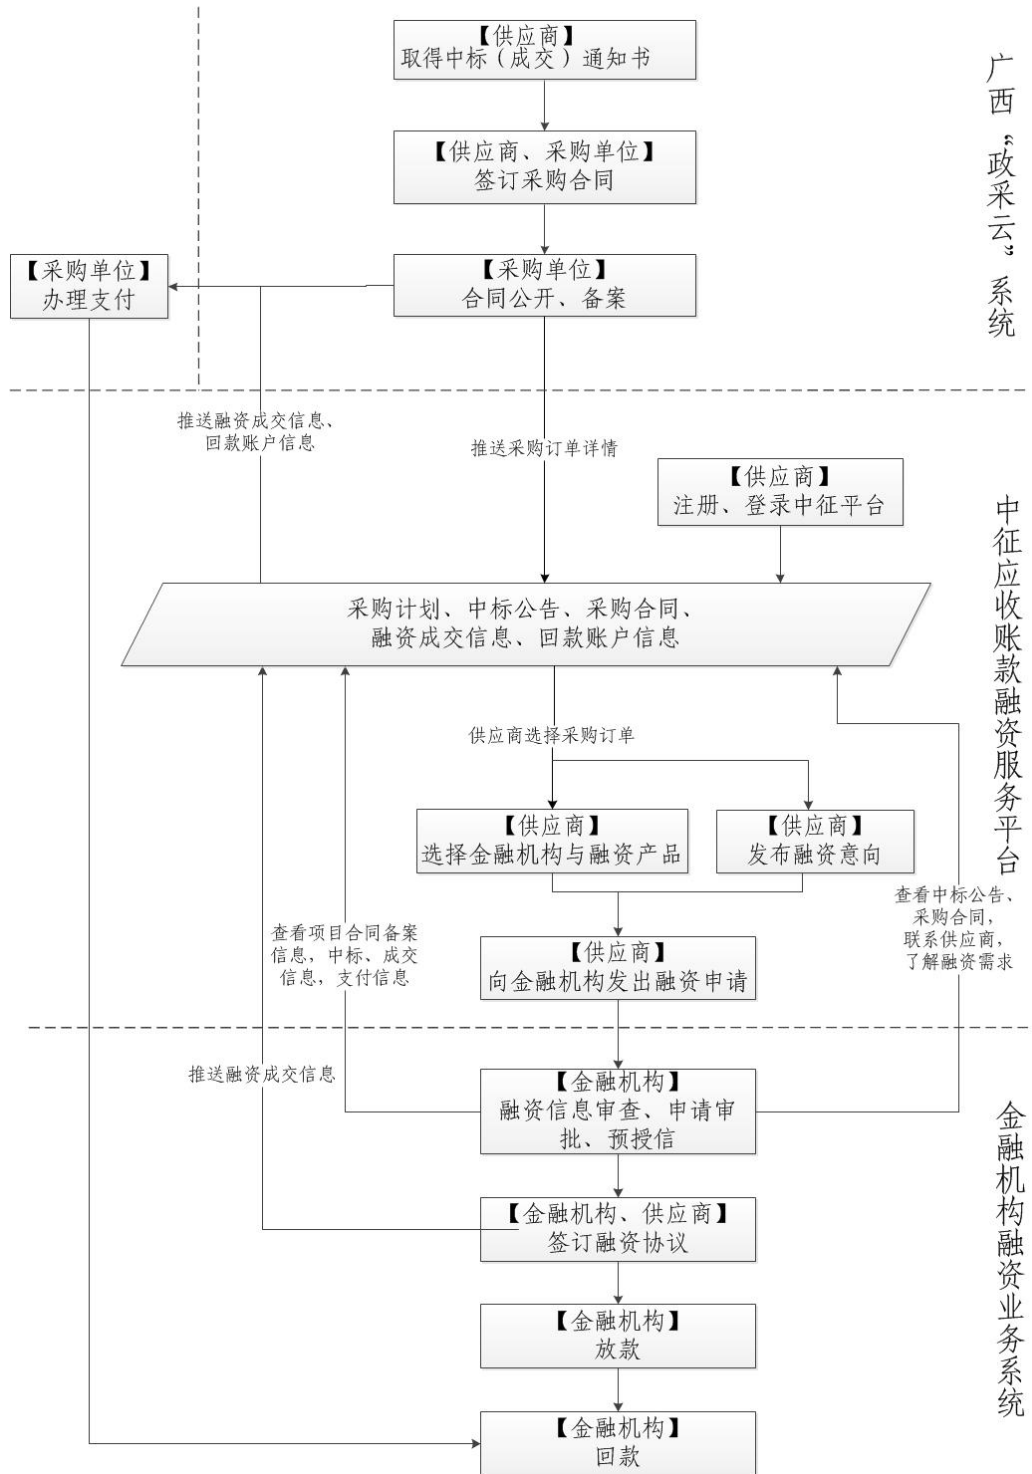 【供应商】
取得中标（成交）通知书
【供应商、采购单位】
签订采购合同
【采购单位】
合同公开、备案
【采购单位】
办理支付
广西“政采云”系统
推送融资成交信息、
回款账户信息
推送采购订单详情
【供应商】
注册、登录中征平台
采购计划、中标公告、采购合同、
融资成交信息、回款账户信息
供应商选择采购订单
【供应商】
选择金融机构与融资产品
【供应商】
发布融资意向
中征应收账款融资服务平台
查看项目合同备案
信息，中标、成交
信息，支付信息
【供应商】
向金融机构发出融资申请
查看中标公告、
采购合同，
联系供应商，
了解融资需求
推送融资成交信息
【金融机构】
融资信息审查、申请审
批、预授信
【金融机构、供应商】
签订融资协议
【金融机构】
放款
【金融机构】
回款
金融机构融资业务系统